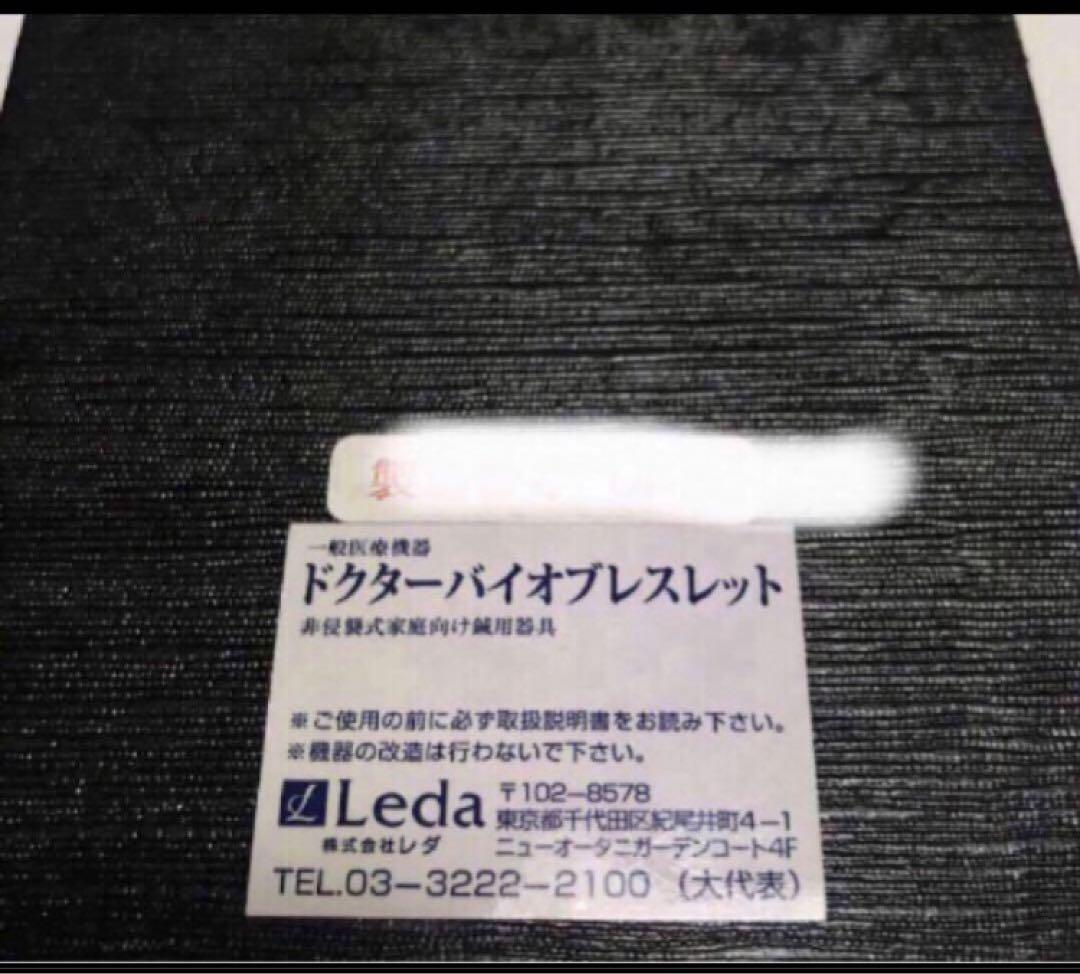 製
一般医療機器
ドクターバイオブレスレット
非侵襲式家庭向け鍼用器具
※ご使用の前に必ず取扱説明書をお読み下さい。
※機器の改造は行わないで下さい。
Leda
株式会社レダ
〒102-8578
東京都千代田区紀尾井町4-1
ニューオータニガーデンコート4F
TEL.03-3222-2100（大代表）